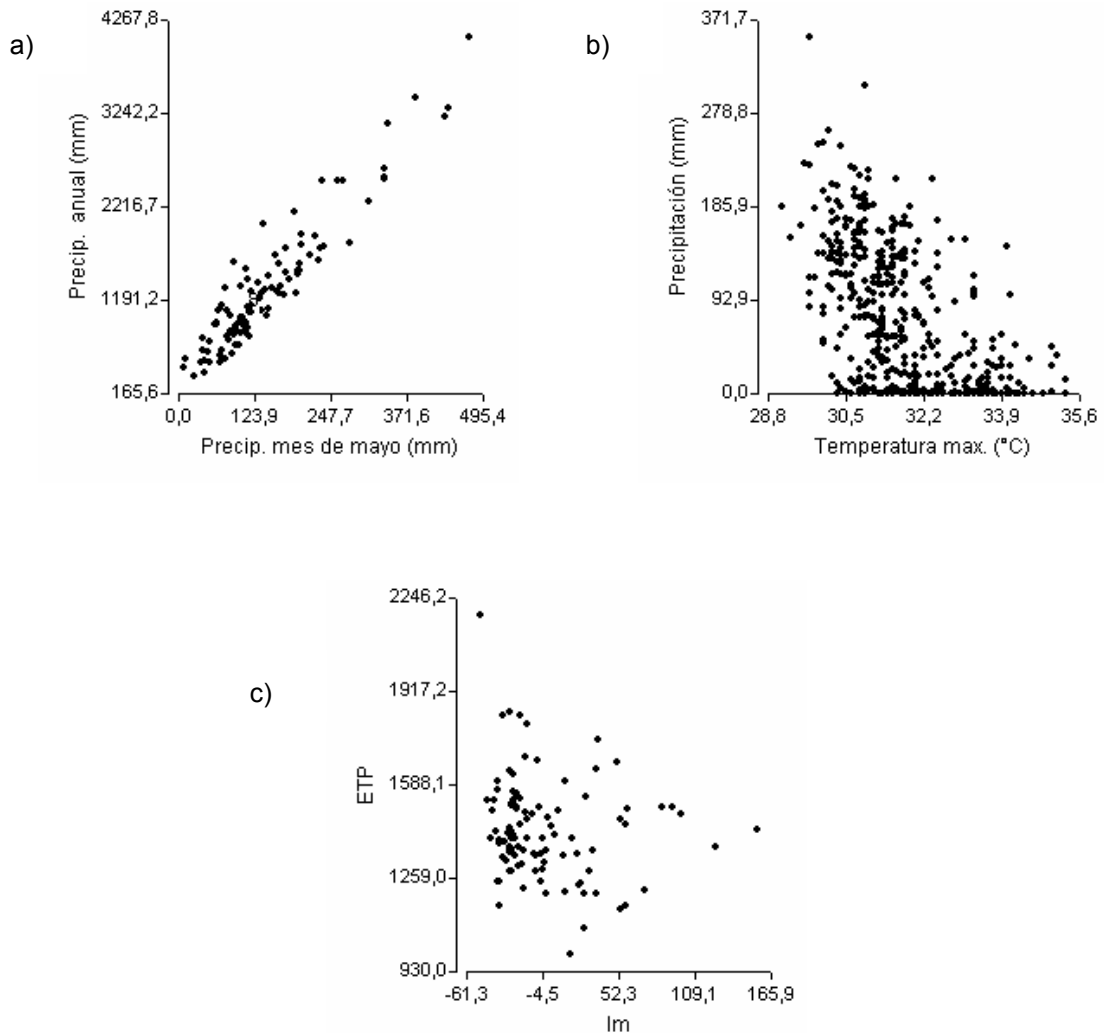 a)
4267,8
3242,2
2216,7
1191,2
165,6
Precip. anual (mm)
0,0 123,9 247,7 371,6 495,4
Precip. mes de mayo (mm)
b)
371,7
278,8
185,9
92,9
0,0
Precipitación (mm)
28,8 30,5 32,2 33,9 35,6
Temperatura max. (°C)
c)
2246,2
1917,2
1588,1
1259,0
930,0
ETP
-61,3 -4,5 52,3 109,1 165,9
Im